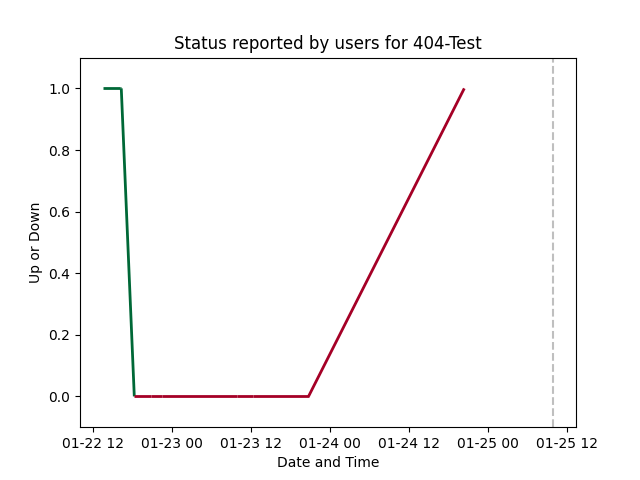 Status reported by users for 404-Test
1.0
0.8
0.6
0.4
0.2
0.0
Up or Down
01-22 12 01-23 00 01-23 12 01-24 00 01-24 12 01-25 00 01-25 12
Date and Time